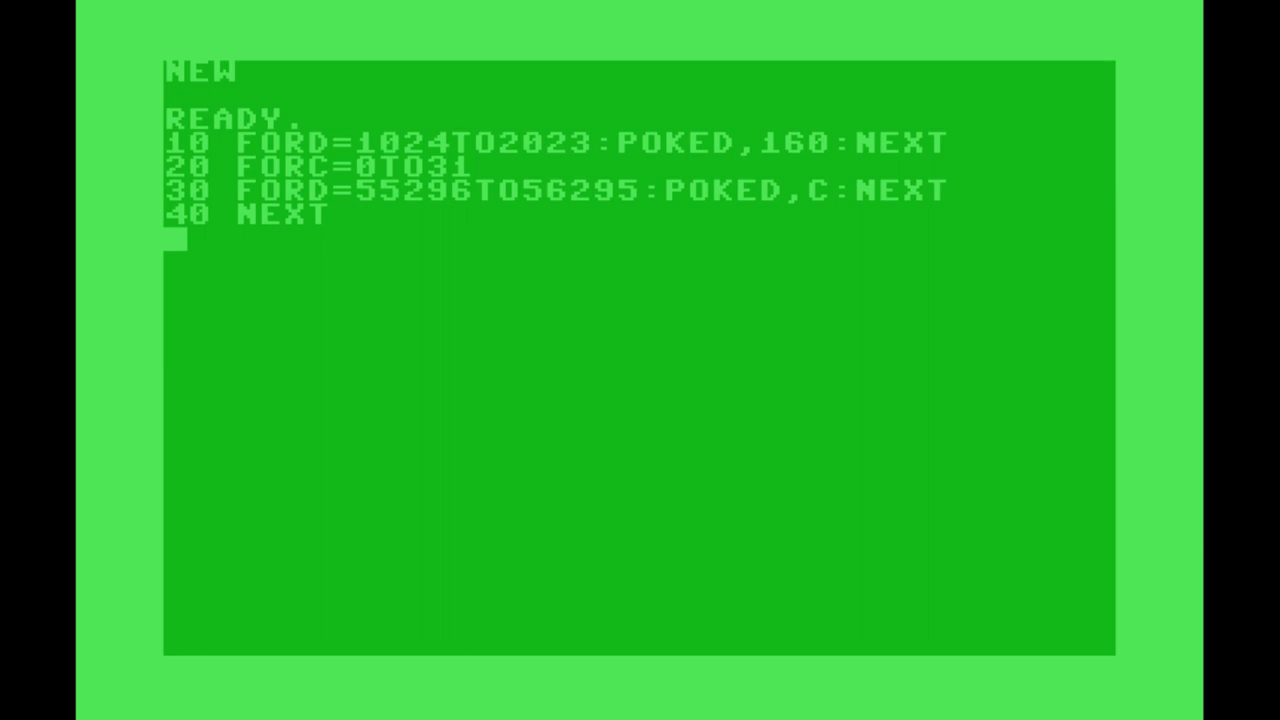 NEW
READY.
10 FORD=1024TO2023:POKED,160:NEXT
20 FORC=0TO31
30 FORD=55296TO56295:POKED,C:NEXT
40 NEXT